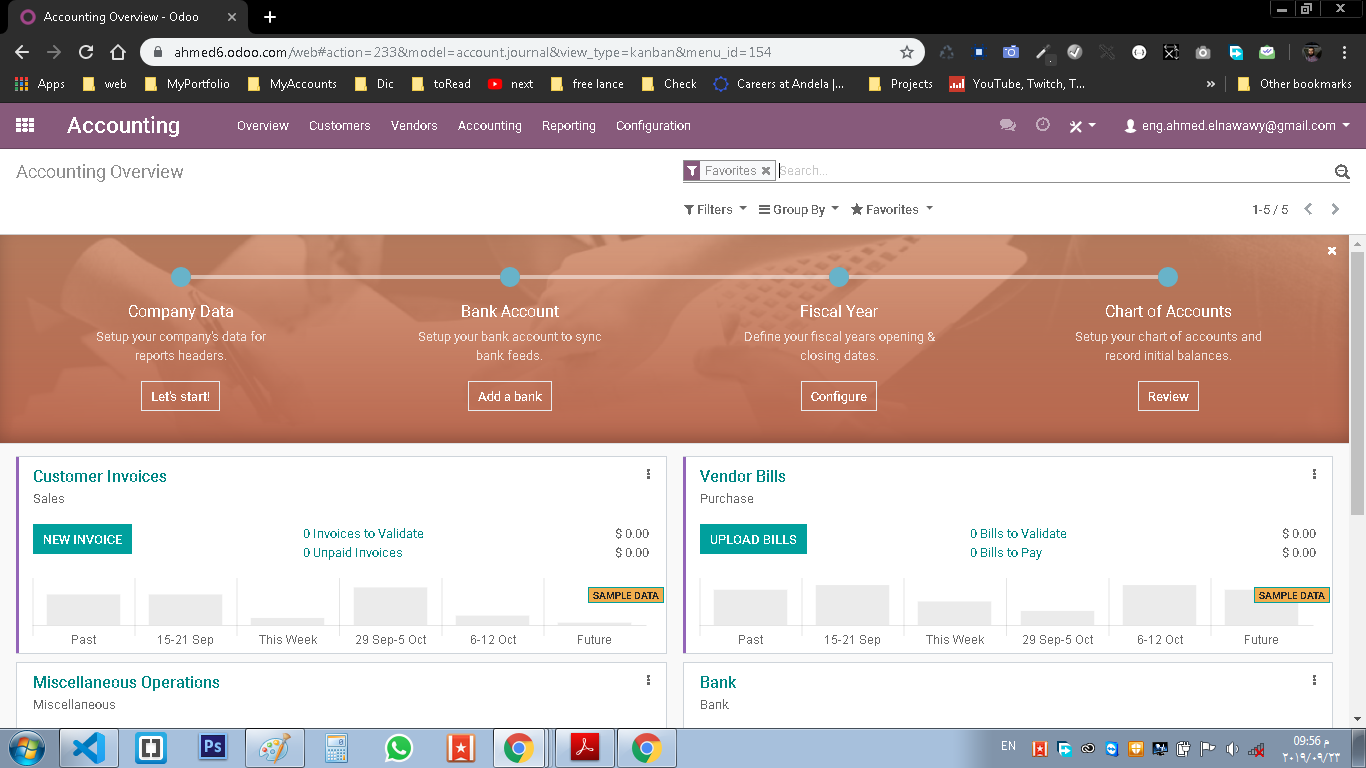 Accounting Overview - Odoo
ahmed6.odoo.com/web#action=233&model=account.journal&view_type=kanban&menu_id=154
Apps web MyPortfolio MyAccounts Dic toRead next free lance Check Careers at Andela |... Projects YouTube, Twitch, T... » Other bookmarks
Accounting Overview Customers Vendors Accounting Reporting Configuration eng.ahmed.elnawawy@gmail.com
Accounting Overview
Favorites Search...
Filters Group By Favorites 1-5 / 5
Company Data Bank Account Fiscal Year Chart of Accounts
Setup your company's data for Setup your bank account to sync Define your fiscal years opening & Setup your chart of accounts and
reports headers. bank feeds. closing dates. record initial balances.
Let's start! Add a bank Configure Review
Customer Invoices
Sales
NEW INVOICE
0 Invoices to Validate $ 0.00
0 Unpaid Invoices $ 0.00
SAMPLE DATA
Past 15-21 Sep This Week 29 Sep-5 Oct 6-12 Oct Future
Vendor Bills
Purchase
UPLOAD BILLS
0 Bills to Validate $ 0.00
0 Bills to Pay $ 0.00
SAMPLE DATA
Past 15-21 Sep This Week 29 Sep-5 Oct 6-12 Oct Future
Miscellaneous Operations
Miscellaneous
Bank
Bank
Ps
EN
09:56 م
٢٠١٩/٠٩/٢٣